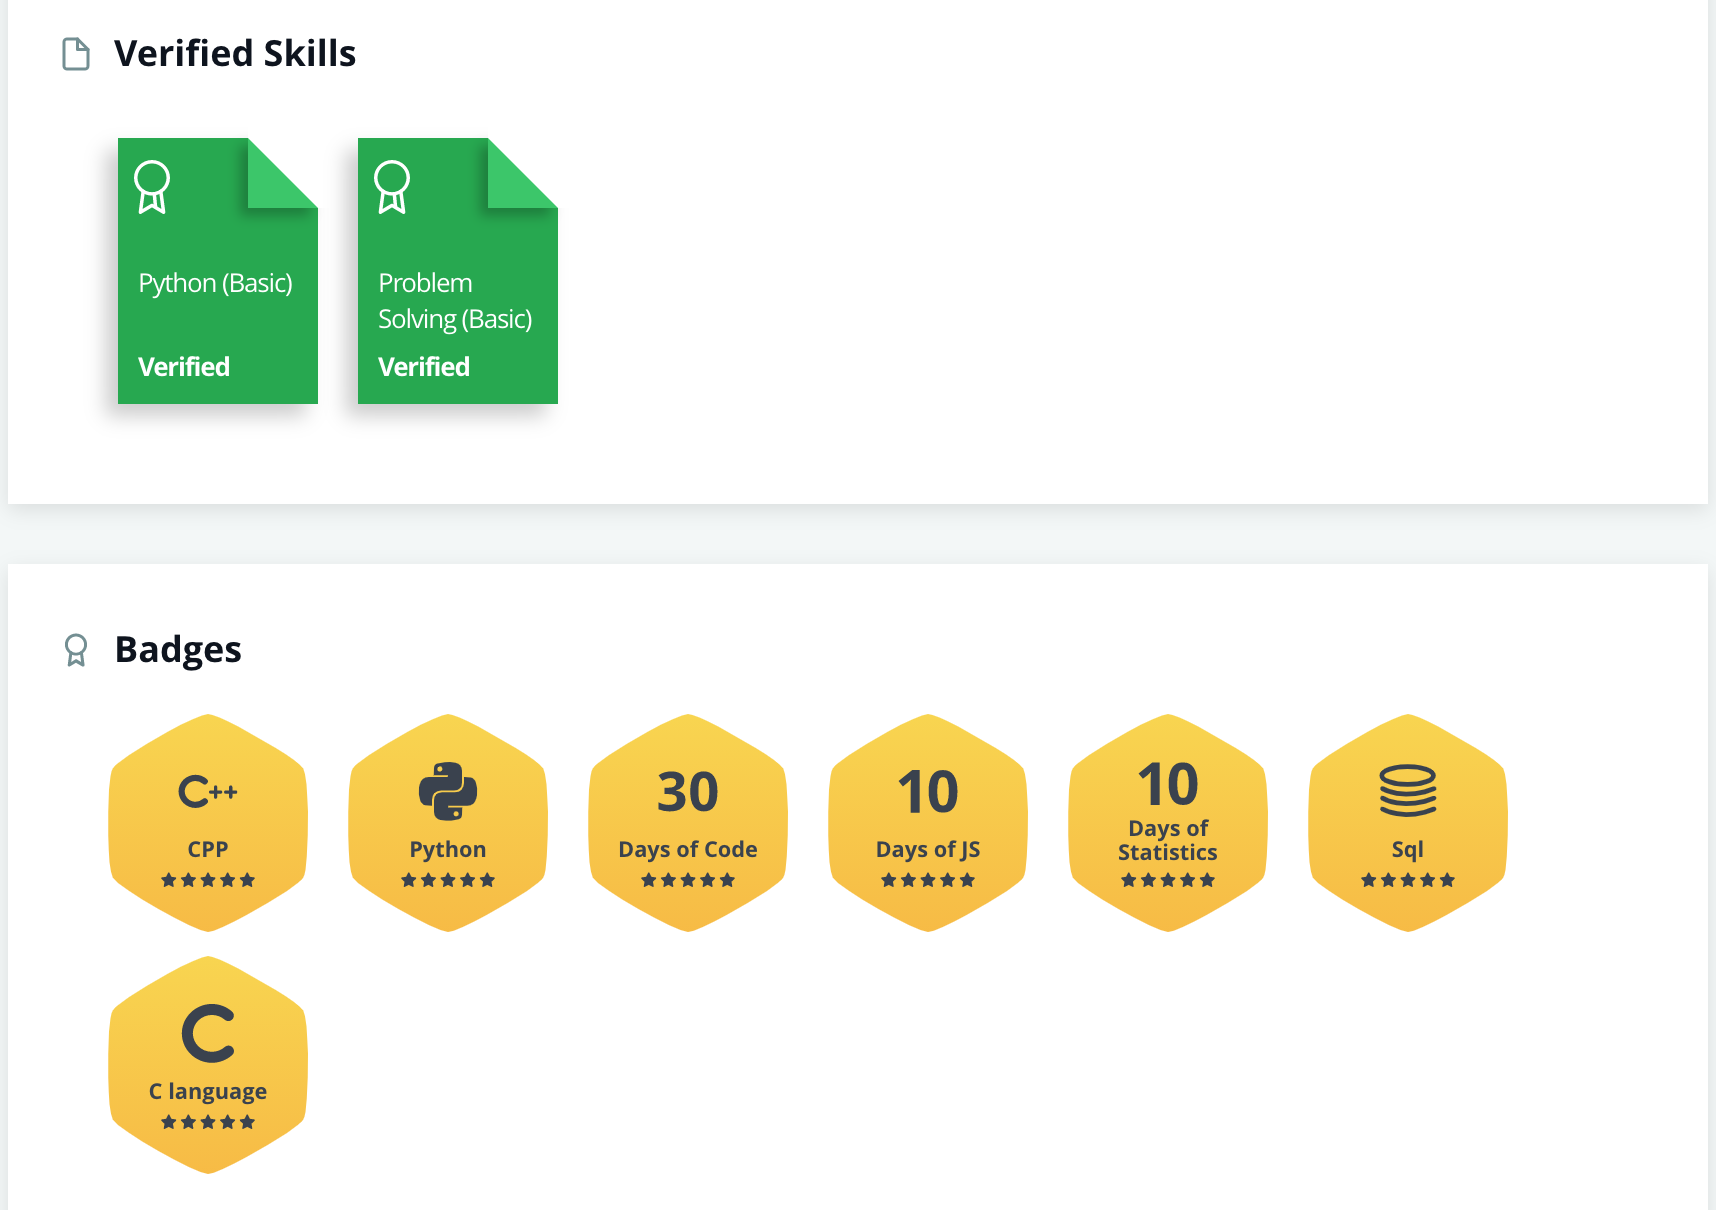 Verified Skills
Python (Basic)
Verified
Problem
Solving (Basic)
Verified
Badges
C++
CPP
Python
30
Days of Code
10
Days of JS
10
Days of
Statistics
Sql
C
C language